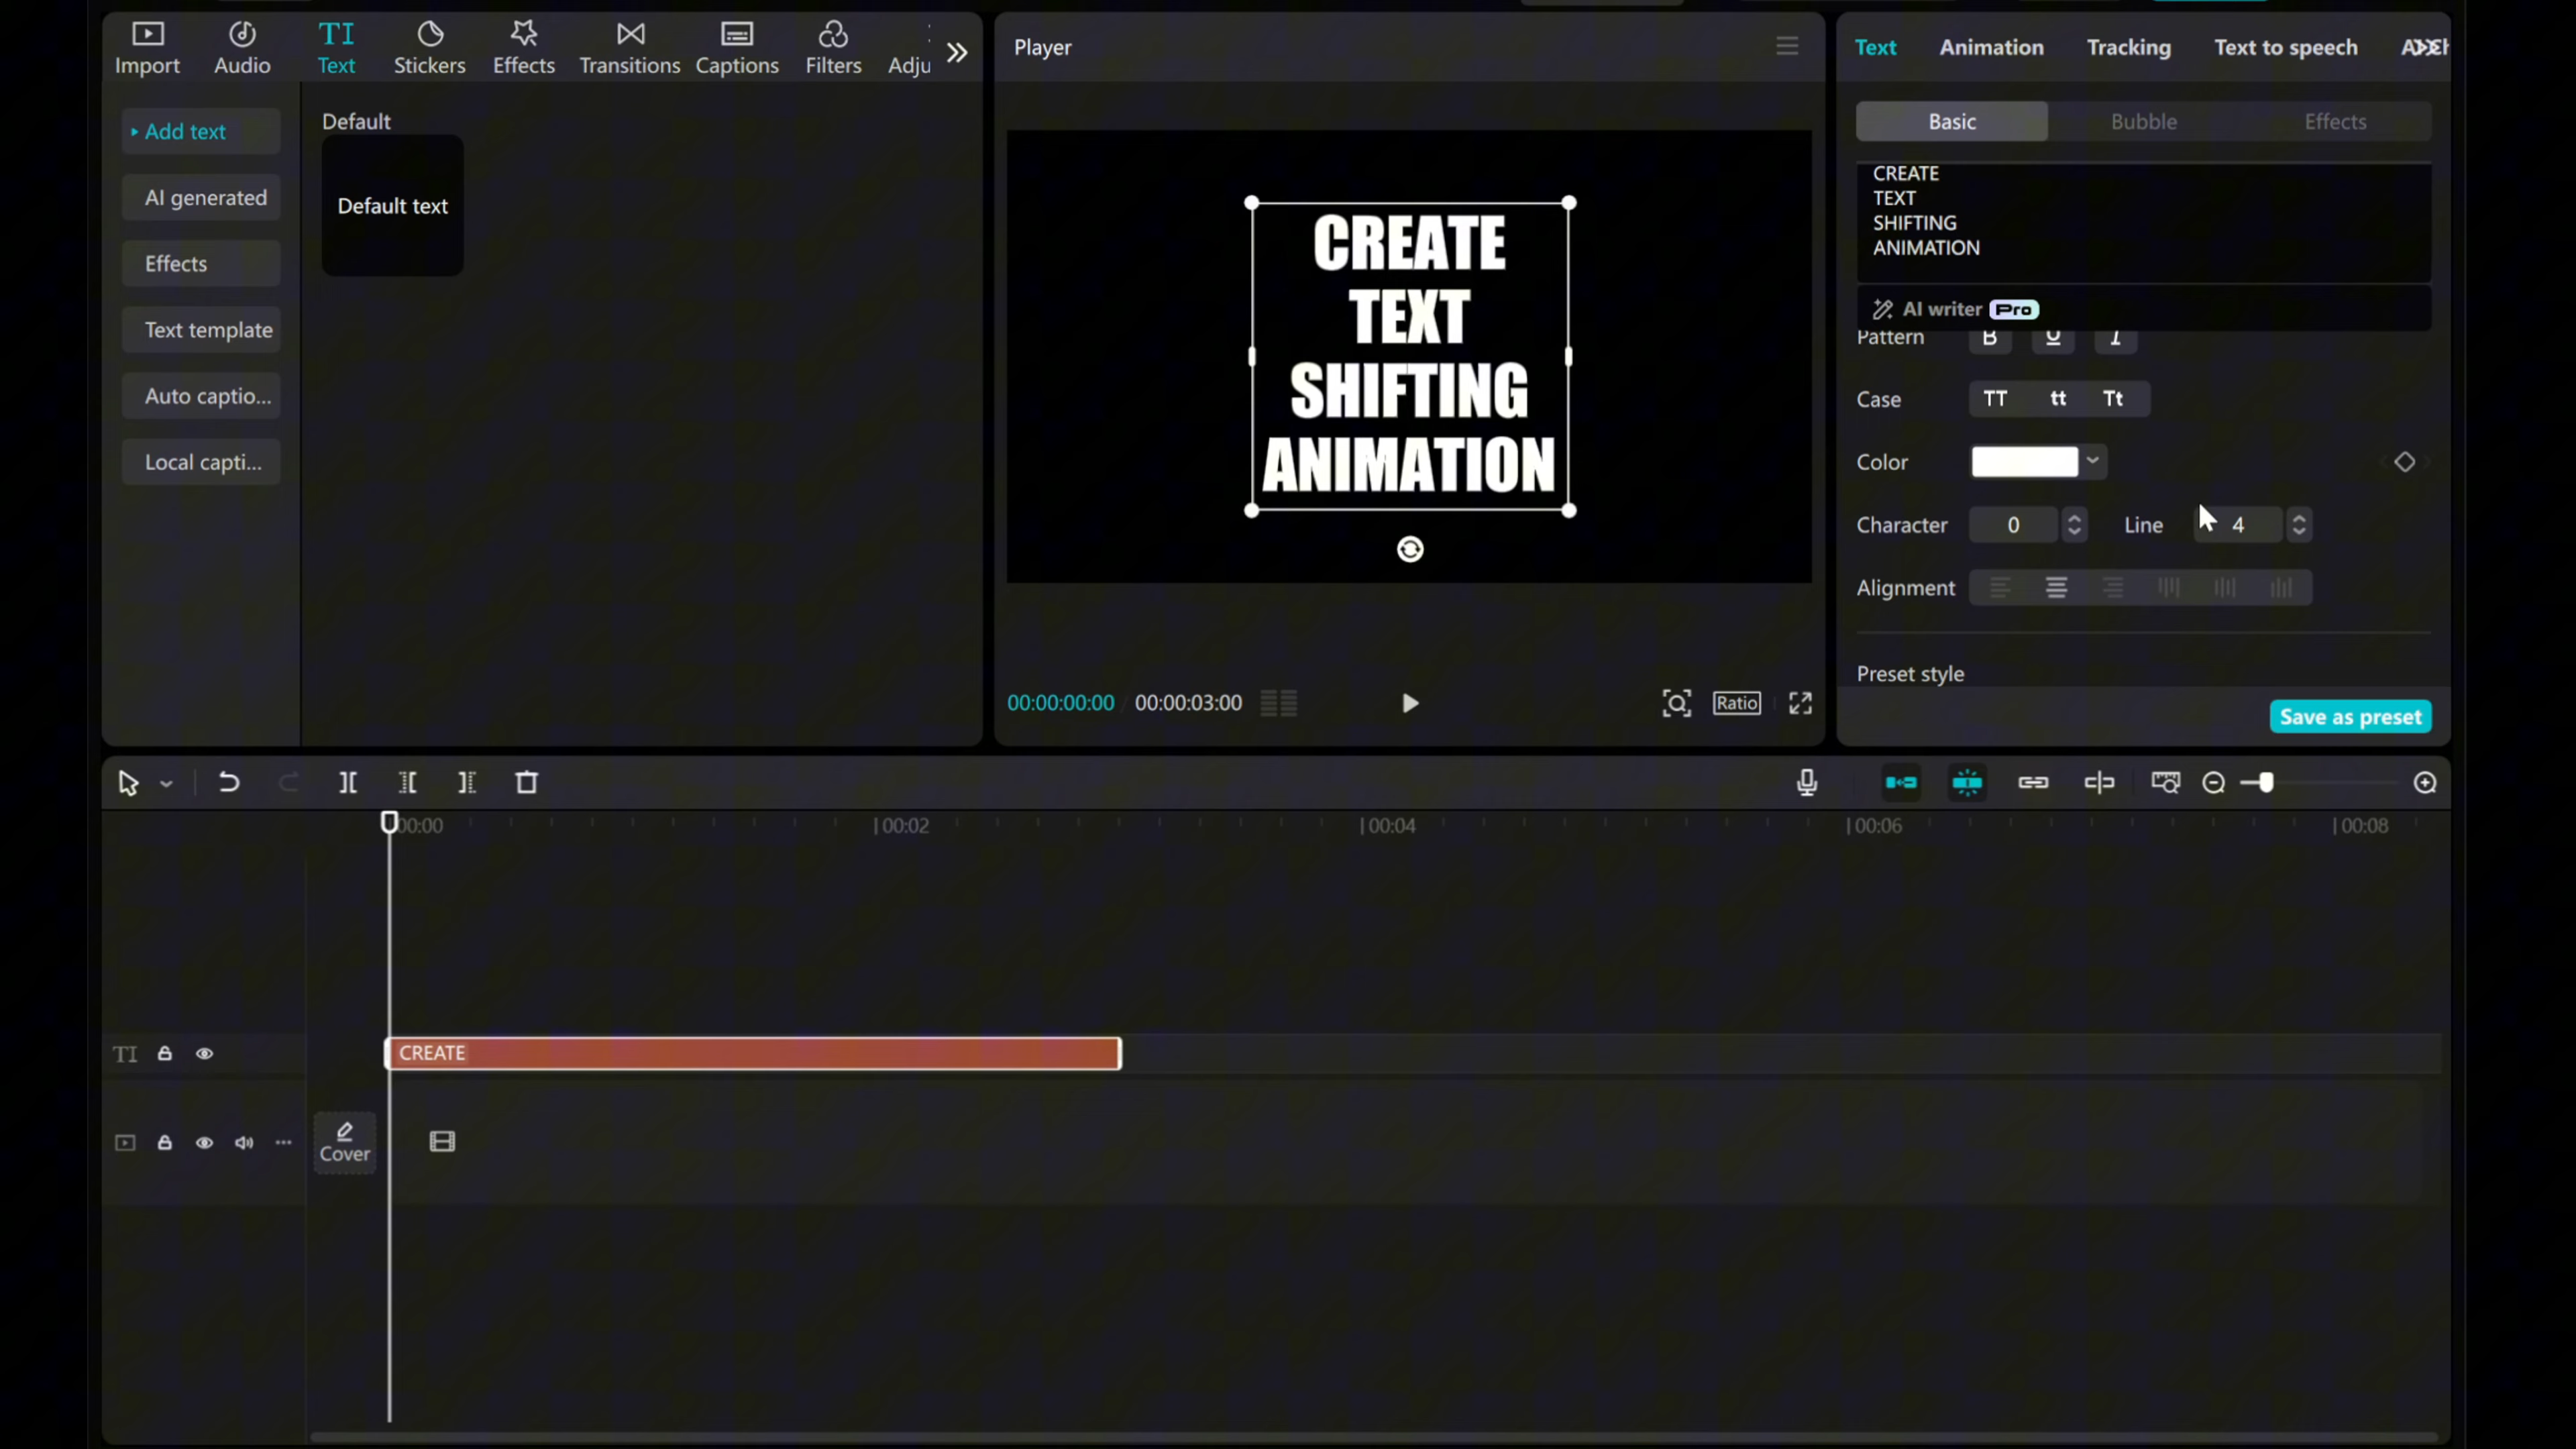 Import Audio Text Stickers Effects Transitions Captions Filters Adju
Add text
AI generated
Effects
Text template
Auto captio...
Local capti...
Default
Default text
Player
CREATE
TEXT
SHIFTING
ANIMATION
00:00:00:00 00:00:03:00
Ratio
Text Animation Tracking Text to speech
Basic Bubble Effects
CREATE
TEXT
SHIFTING
ANIMATION
AI writer Pro
Pattern B U I
Case TT tt Tt
Color
Character 0 Line 4
Alignment
Preset style
Save as preset
00:00 00:02 00:04 00:06 00:08
TI CREATE
Cover